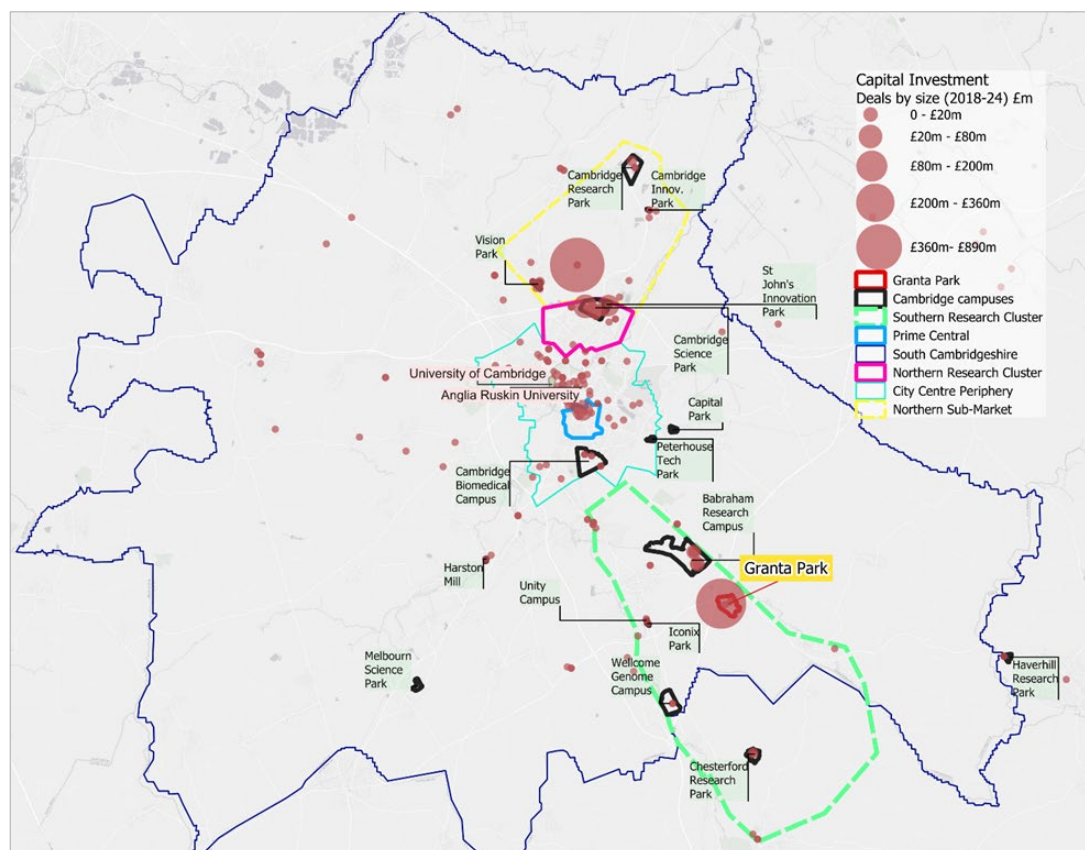 Capital Investment
Deals by size (2018-24) £m
0 - £20m
£20m - £80m
£80m - £200m
£200m - £360m
£360m- £890m
Granta Park
Cambridge campuses
Southern Research Cluster
Prime Central
South Cambridgeshire
Northern Research Cluster
City Centre Periphery
Northern Sub-Market
Cambridge
Research
Park
Cambridge
Innov.
Park
Vision
Park
St
John's
Innovation
Park
Cambridge
Science
Park
University of Cambridge
Anglia Ruskin University
Capital
Park
Peterhouse
Tech
Park
Cambridge
Biomedical
Campus
Babraham
Research
Campus
Granta Park
Harston
Mill
Unity
Campus
Iconix
Park
Melbourn
Science
Park
Wellcome
Genome
Campus
Haverhill
Research
Park
Chesterford
Research
Park